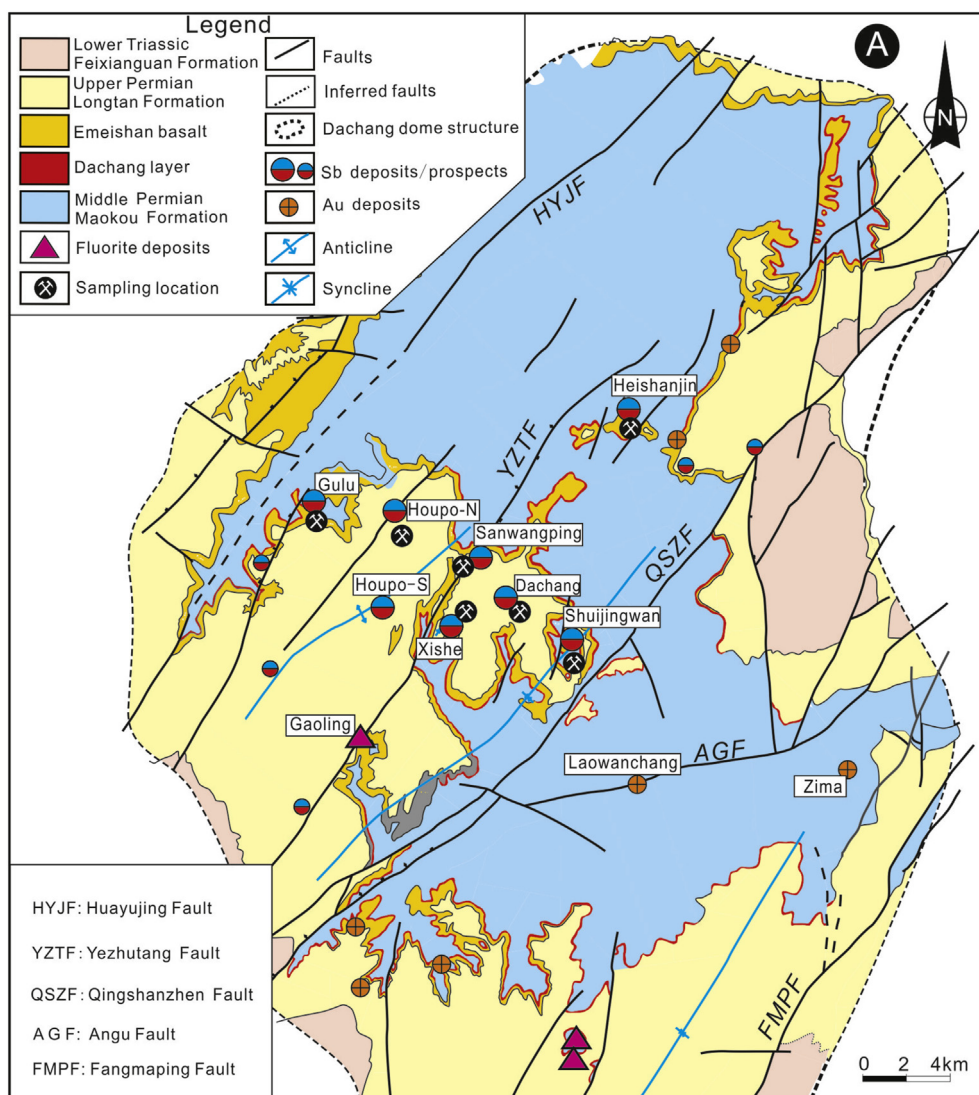 Legend
Lower Triassic
Feixianguan Formation
Upper Permian
Longtan Formation
Emeishan basalt
Dachang layer
Middle Permian
Maokou Formation
Fluorite deposits
Sampling location
Faults
Inferred faults
Dachang dome structure
Sb deposits/prospects
Au deposits
Anticline
Syncline
A
N
HYJF
Heishanjin
YZTF
Gulu
Houpo-N
Sanwangping
QSZF
Houpo-S
Dachang
Shuijingwan
Xishe
Gaoling
Laowanchang
AGF
Zima
FMPF
HYJF: Huayujing Fault
YZTF: Yezhutang Fault
QSZF: Qingshanzhen Fault
AGF: Angu Fault
FMPF: Fangmaping Fault
0 2 4km